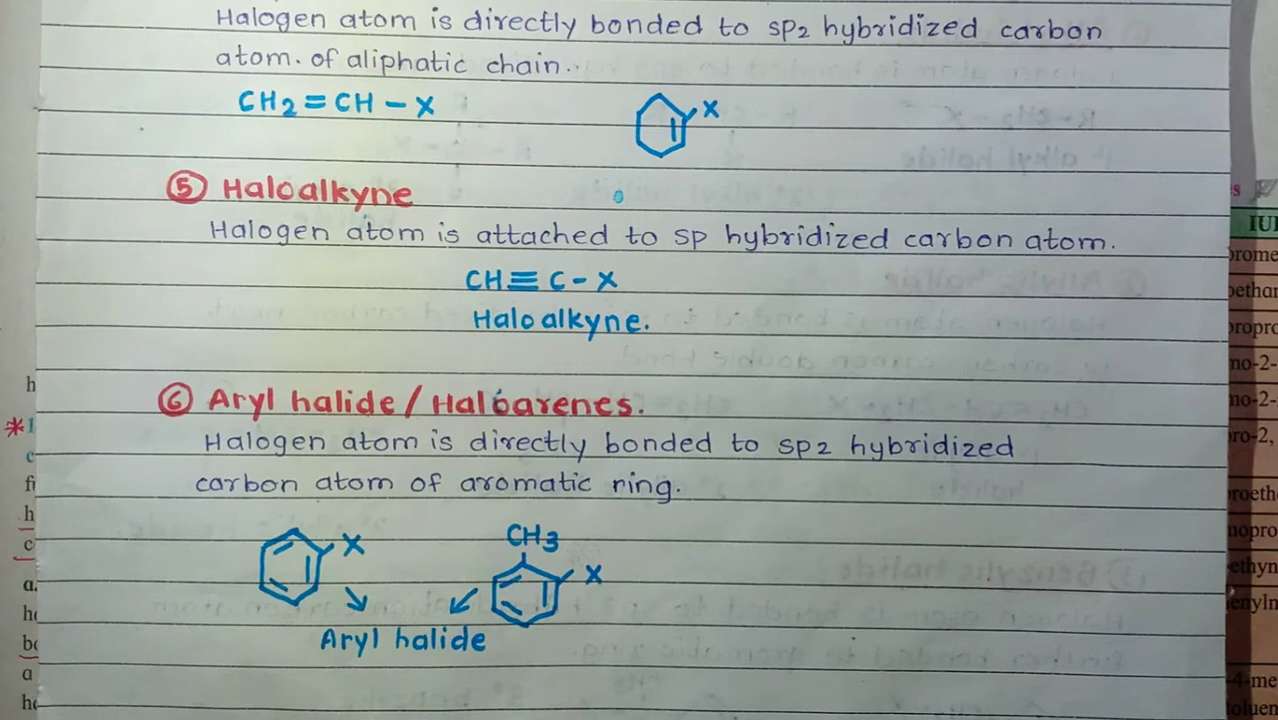 Halogen atom is directly bonded to sp2 hybridized carbon
atom. of aliphatic chain.
CH2=CH-X
X
⑤ Haloalkyne
Halogen atom is attached to sp hybridized carbon atom.
CH≡C-X
Haloalkyne.
⑥ Aryl halide/Haloarenes.
Halogen atom is directly bonded to sp2 hybridized
carbon atom of aromatic ring.
X
CH3
X
Aryl halide